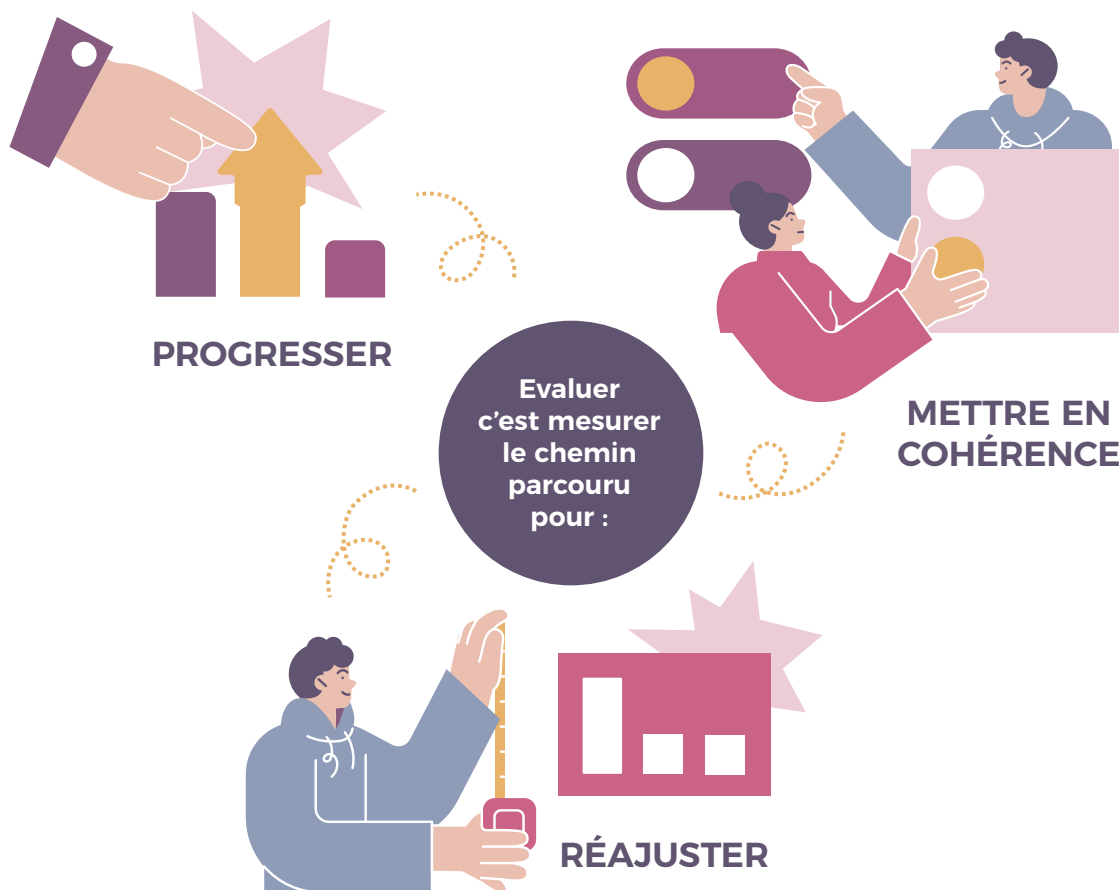 PROGRESSER
Evaluer
c’est mesurer
le chemin
parcouru
pour :
METTRE EN
COHÉRENCE
RÉAJUSTER